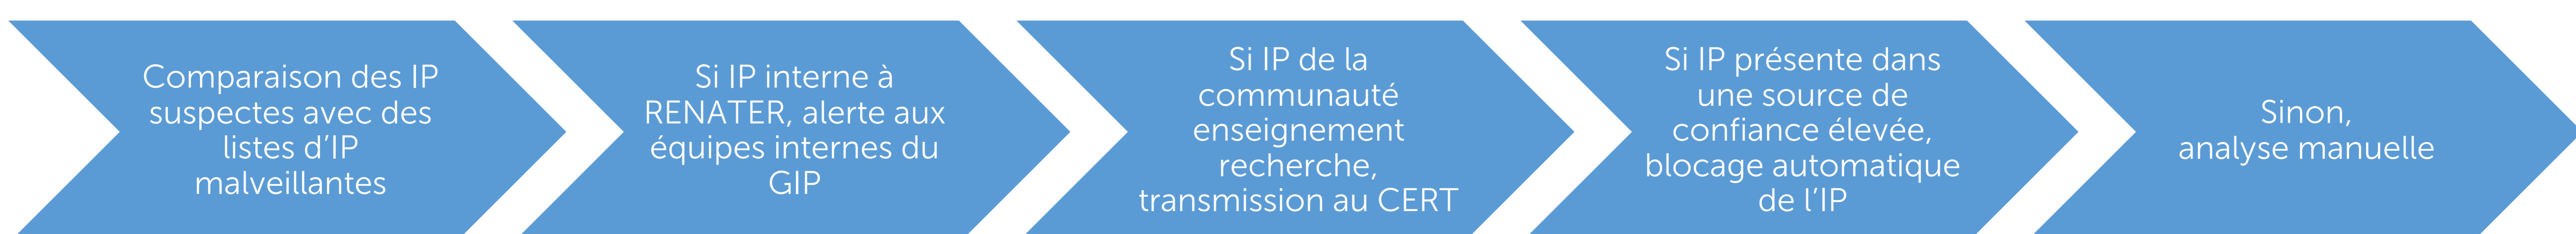 Comparaison des IP
suspectes avec des
listes d’IP
malveillantes
Si IP interne à
RENATER, alerte aux
équipes internes du
GIP
Si IP de la
communauté
enseignement
recherche,
transmission au CERT
Si IP présente dans
une source de
confiance élevée,
blocage automatique
de l’IP
Sinon,
analyse manuelle